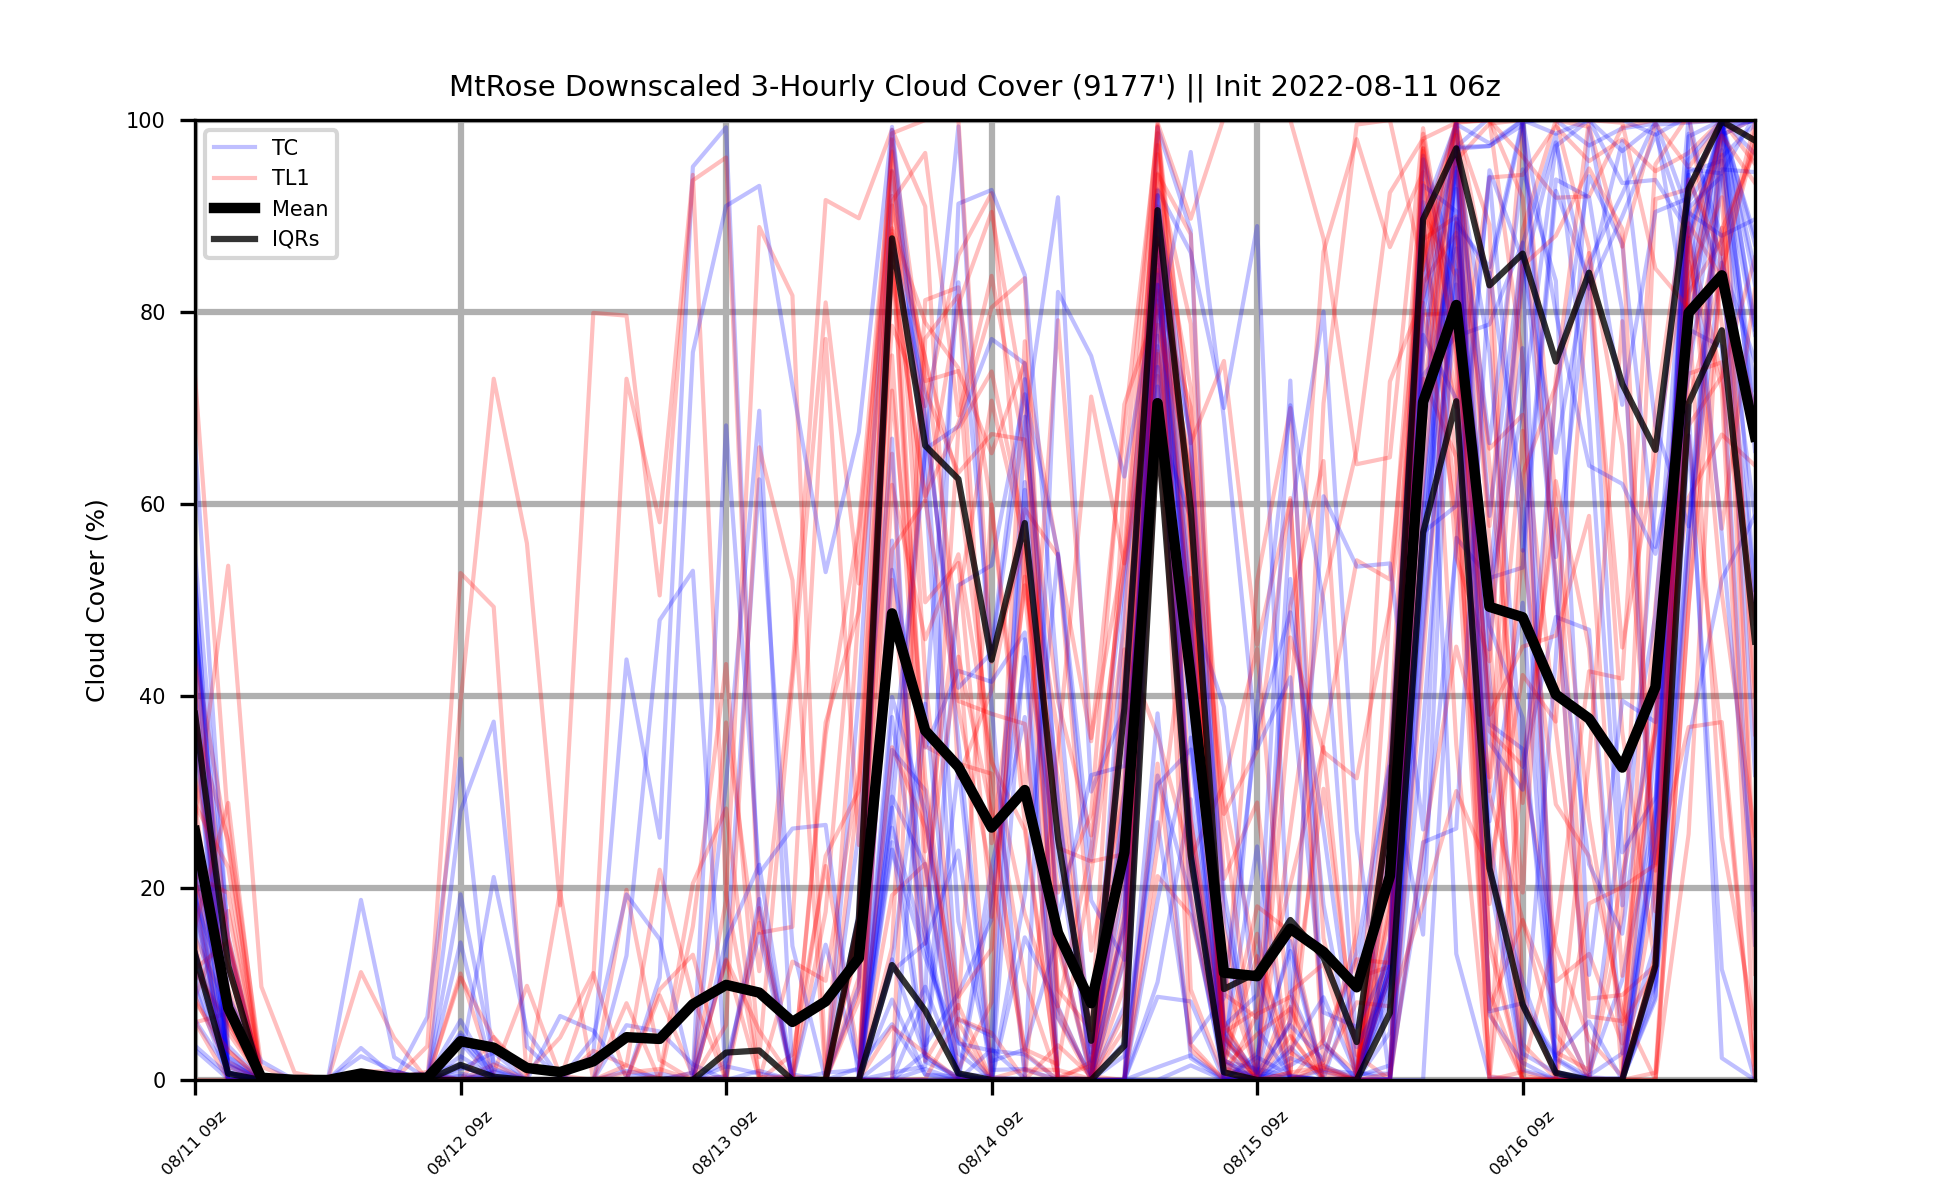 MtRose Downscaled 3-Hourly Cloud Cover (9177') || Init 2022-08-11 06z
TC
TL1
Mean
IQRs
Cloud Cover (%)
100
80
60
40
20
0
08/11 09z
08/12 09z
08/13 09z
08/14 09z
08/15 09z
08/16 09z